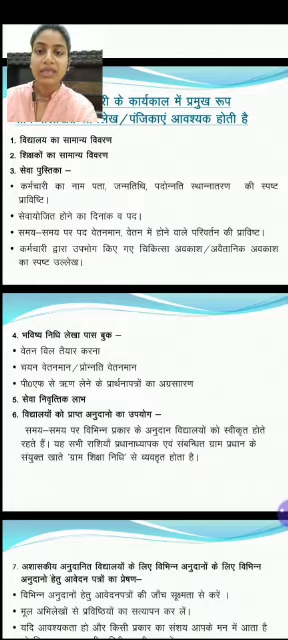 री के कार्यकाल में प्रमुख रूप
लेख/पंजिकाएं आवश्यक होती है
1. विद्यालय का सामान्य विवरण
2. शिक्षकों का सामान्य विवरण
3. सेवा पुस्तिका –
• कर्मचारी का नाम पता, जन्मतिथि, पदोन्नति स्थान्नातरण की स्पष्ट
प्राविष्टि।
• सेवायोजित होने का दिनांक व पद।
• समय–समय पर पद वेतनमान, वेतन में होने वाले परिवर्तन की प्राविष्ट।
• कर्मचारी द्वारा उपभोग किए गए चिकित्सा अवकाश/अवैतानिक अवकाश
का स्पष्ट उल्लेख।
4. भविष्य निधि लेखा पास बुक –
• वेतन विल तैयार करना
• चयन वेतनमान/प्रोन्नति वेतनमान
• पी0एफ से ऋण लेने के प्रार्थनापत्रों का अग्रसारण
5. सेवा निवृत्तिक लाभ
6. विद्यालयों को प्राप्त अनुदानो का उपयोग –
समय–समय पर विभिन्न प्रकार के अनुदान विद्यालयों को स्वीकृत होते
रहते हैं। यह सभी राशियाँ प्रधानाध्यापक एवं संबन्धित ग्राम प्रधान के
संयुक्त खाते 'ग्राम शिक्षा निधि' से व्यवहृत होता है।
7. अशासकीय अनुदानित विद्यालयों के लिए विभिन्न अनुदानों के लिए विभिन्न
अनुदानो हेतु आवेदन पत्रों का प्रेषण–
• विभिन्न अनुदानों हेतु आवेदनपत्रों की जाँच सूक्ष्मता से करें ।
• मूल अभिलेखों से प्रविष्ठियों का सत्यापन कर लें।
• यदि आवश्यकता हो और किसी प्रकार का संशय आपके मन में आता है